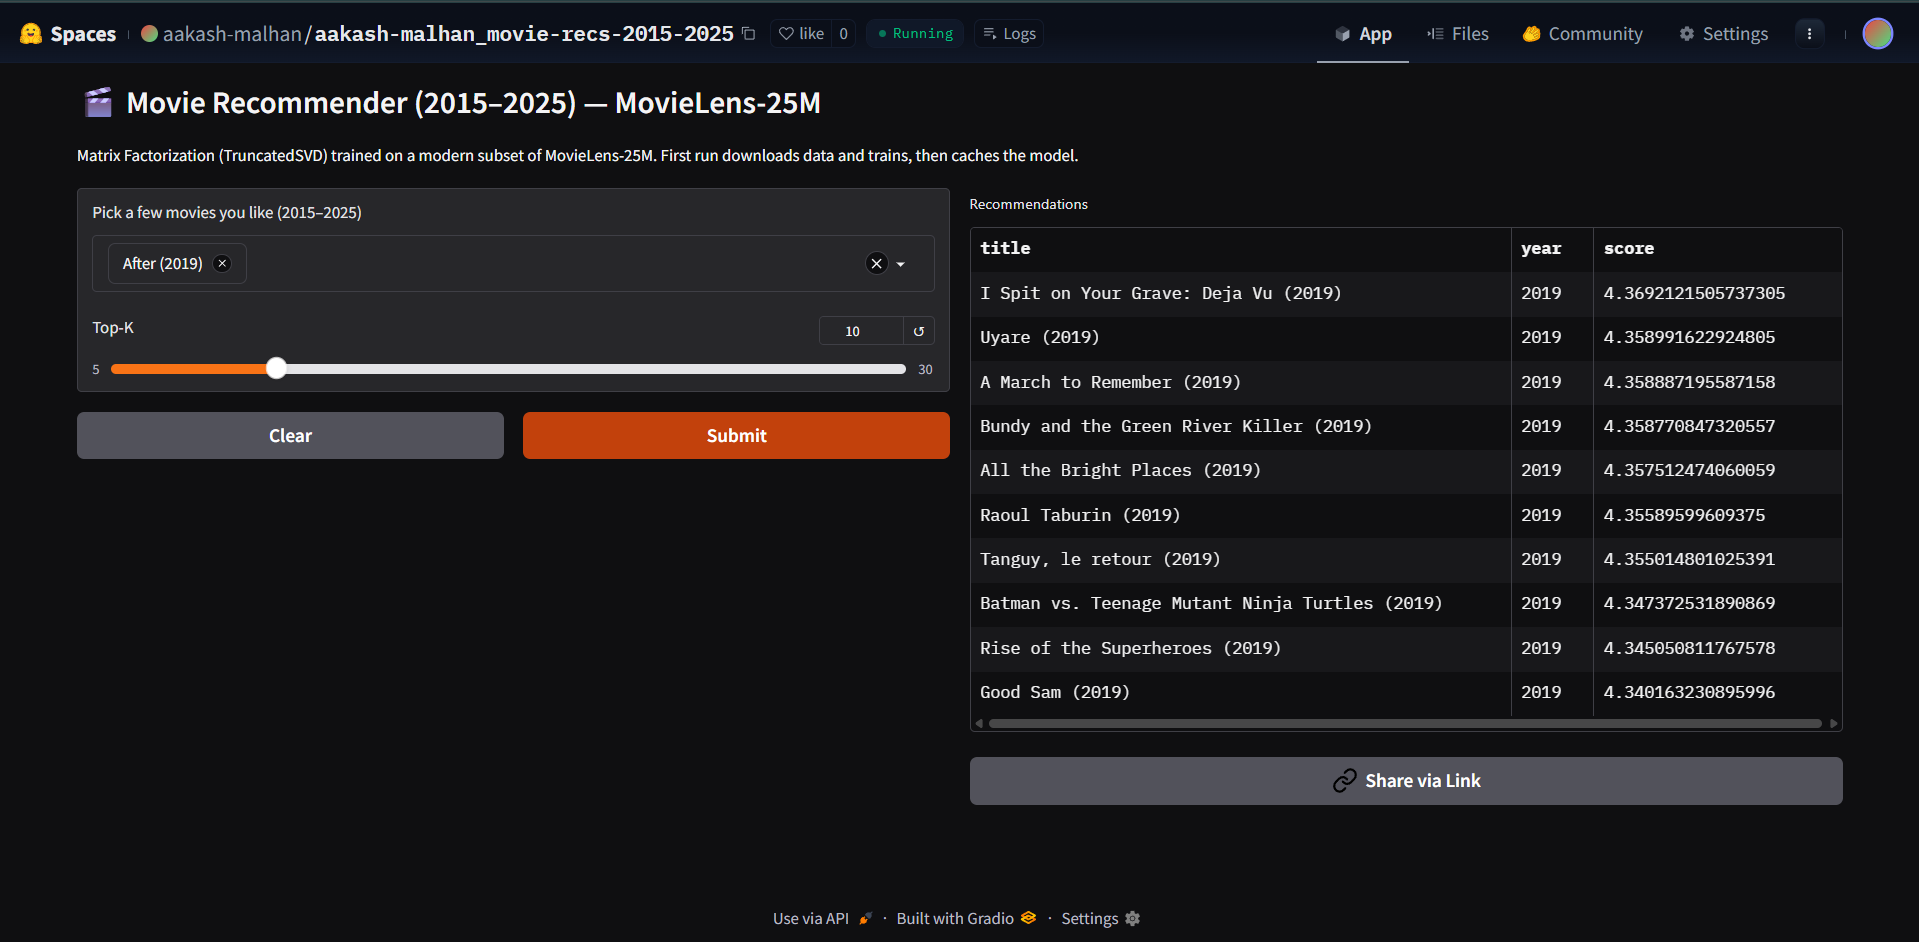 Spaces aakash-malhan/aakash-malhan_movie-recs-2015-2025 like 0 Running Logs App Files Community Settings
Movie Recommender (2015–2025) — MovieLens-25M
Matrix Factorization (TruncatedSVD) trained on a modern subset of MovieLens-25M. First run downloads data and trains, then caches the model.
Pick a few movies you like (2015–2025)
After (2019)
Top-K
10
5 30
Clear Submit
Recommendations
title year score
I Spit on Your Grave: Deja Vu (2019) 2019 4.3692121505737305
Uyare (2019) 2019 4.358991622924805
A March to Remember (2019) 2019 4.358887195587158
Bundy and the Green River Killer (2019) 2019 4.358770847320557
All the Bright Places (2019) 2019 4.357512474060059
Raoul Taburin (2019) 2019 4.35589599609375
Tanguy, le retour (2019) 2019 4.355014801025391
Batman vs. Teenage Mutant Ninja Turtles (2019) 2019 4.347372531890869
Rise of the Superheroes (2019) 2019 4.345050811767578
Good Sam (2019) 2019 4.340163230895996
Share via Link
Use via API · Built with Gradio · Settings